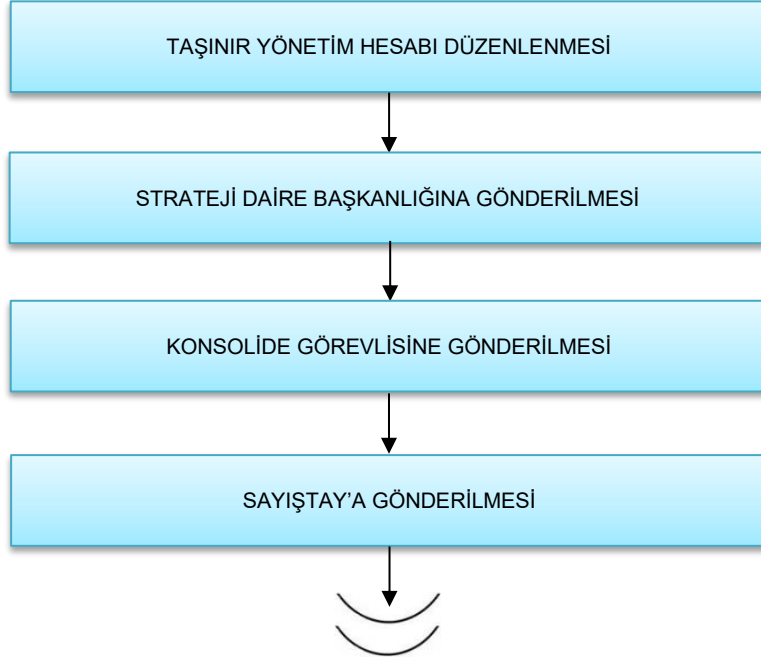 TAŞINIR YÖNETİM HESABI DÜZENLENMESİ
STRATEJİ DAİRE BAŞKANLIĞINA GÖNDERİLMESİ
KONSOLİDE GÖREVLİSİNE GÖNDERİLMESİ
SAYIŞTAY’A GÖNDERİLMESİ